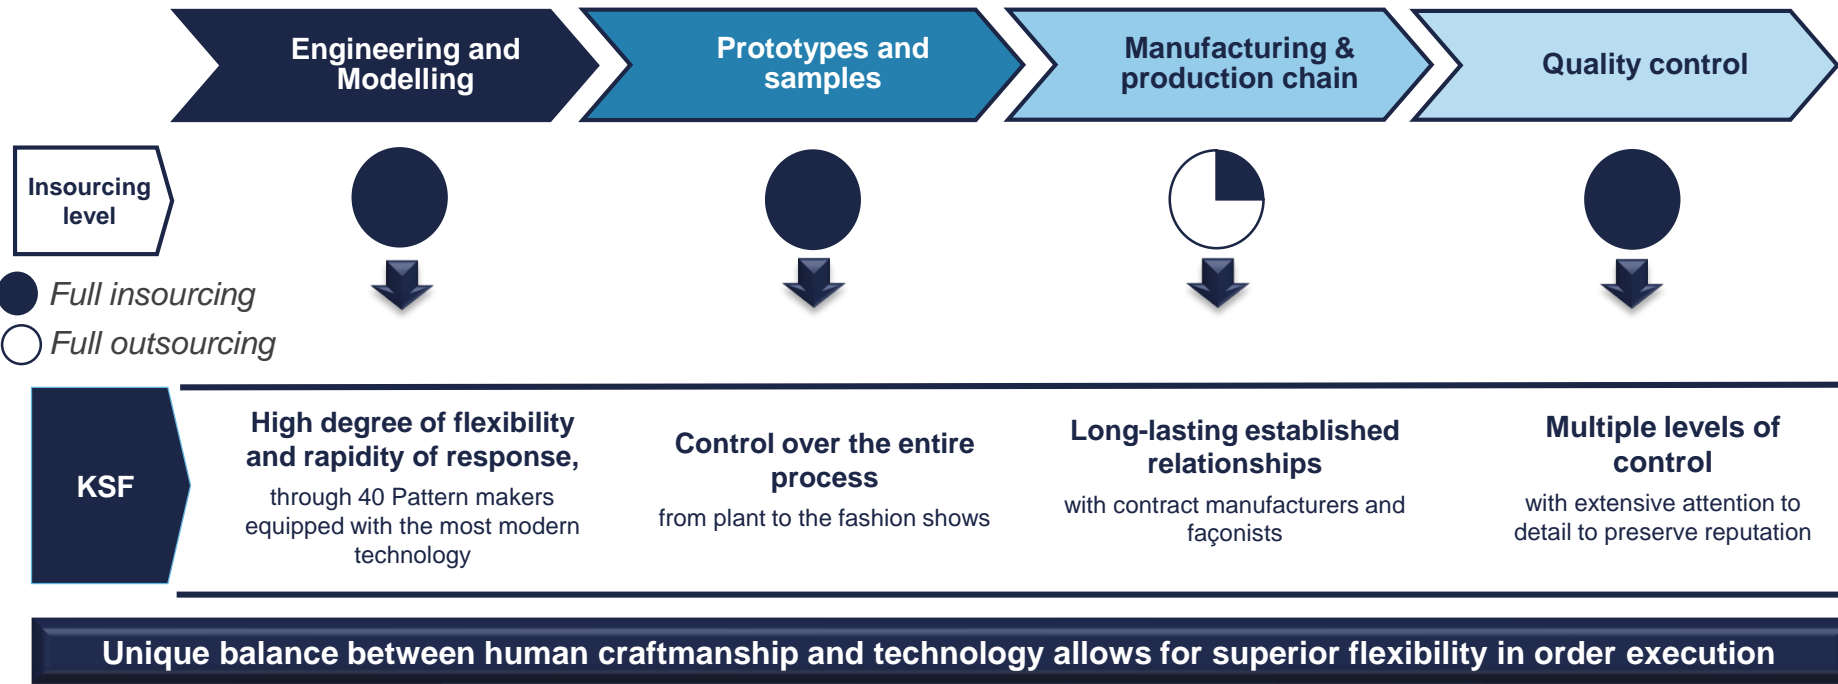 Engineering and
Modelling
Prototypes and
samples
Manufacturing &
production chain
Quality control
Insourcing
level
Full insourcing
Full outsourcing
KSF
High degree of flexibility
and rapidity of response,
through 40 Pattern makers
equipped with the most modern
technology
Control over the entire
process
from plant to the fashion shows
Long-lasting established
relationships
with contract manufacturers and
façonists
Multiple levels of
control
with extensive attention to
detail to preserve reputation
Unique balance between human craftmanship and technology allows for superior flexibility in order execution